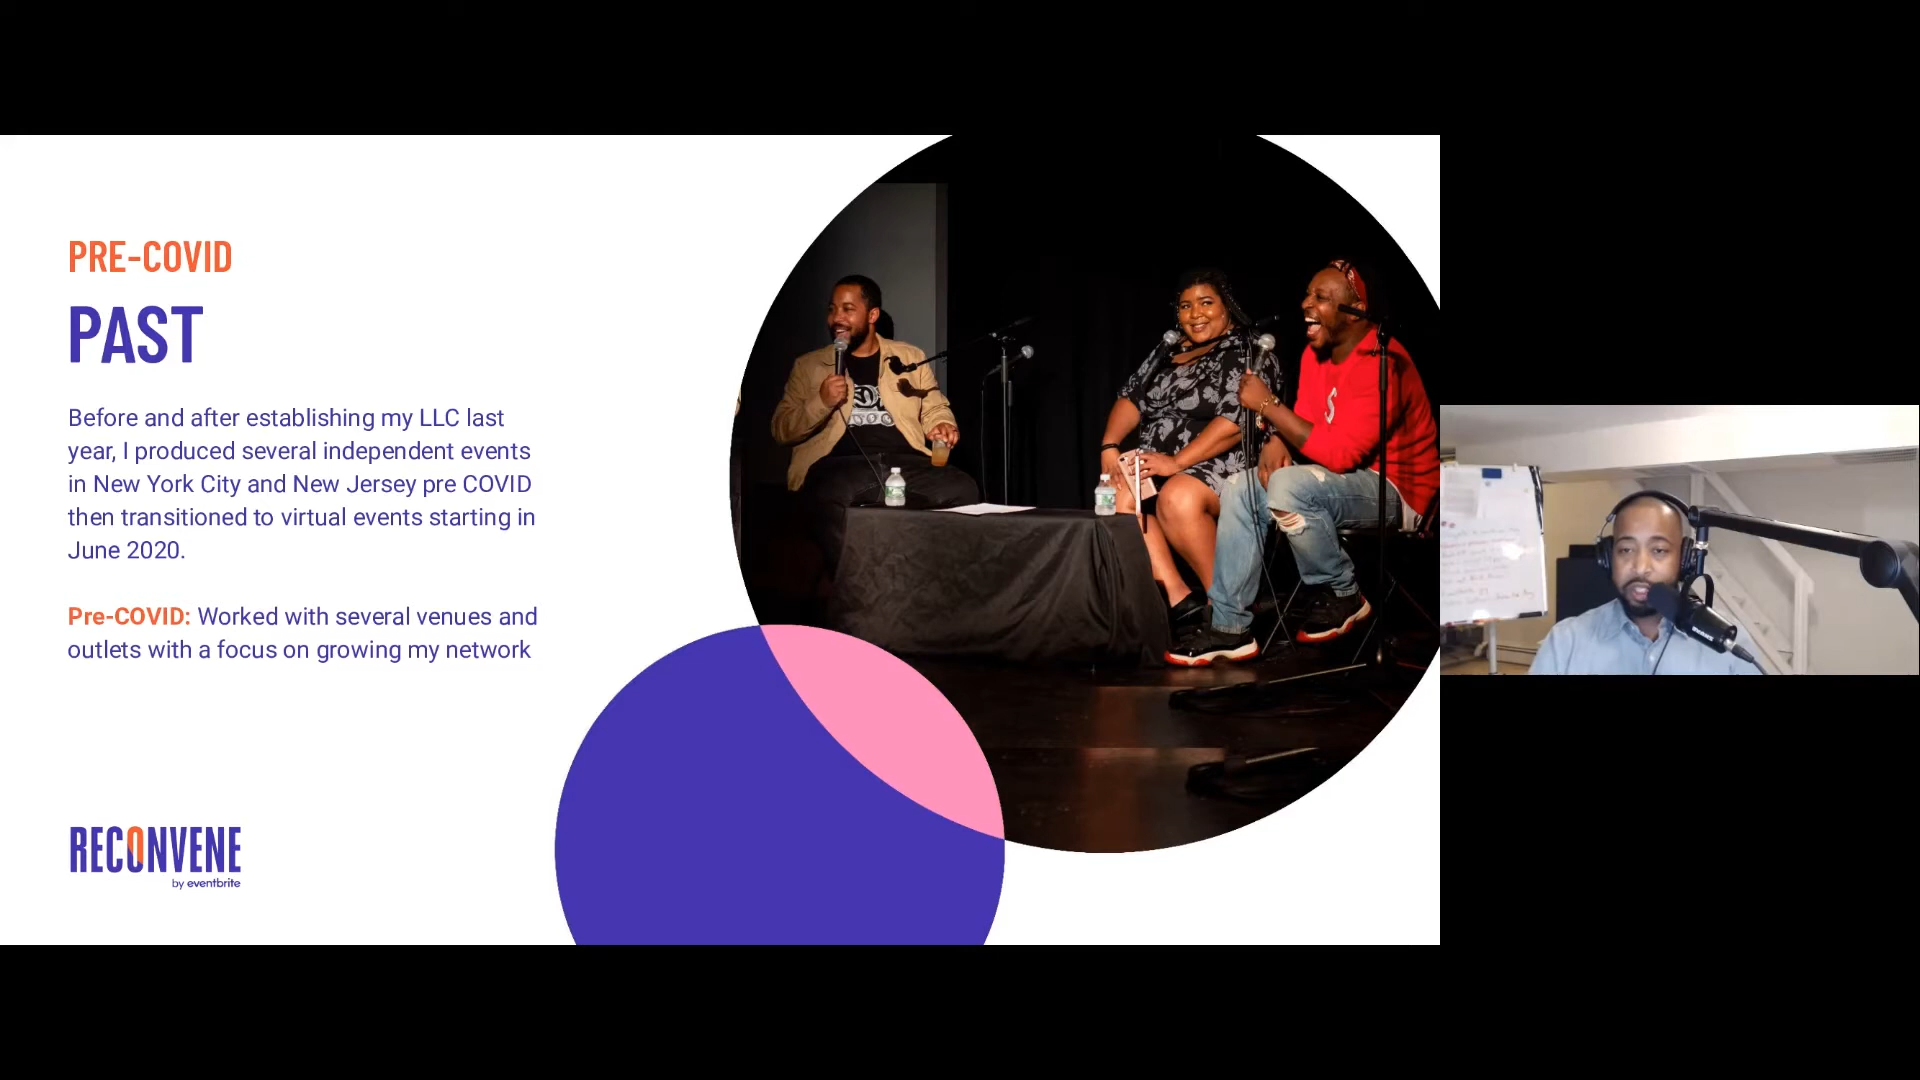 PRE-COVID
PAST
Before and after establishing my LLC last
year, I produced several independent events
in New York City and New Jersey pre COVID
then transitioned to virtual events starting in
June 2020.
Pre-COVID: Worked with several venues and
outlets with a focus on growing my network
RECONVENE
by eventbrite